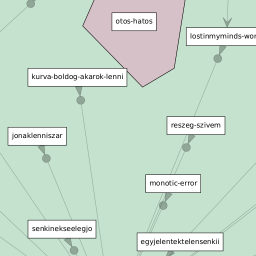 otos-hatos
lostinmyminds-wor
kurva-boldog-akarok-lenni
reszeg-szivem
jonaklenniszar
monotic-error
senkinekseelegjo
egyjelentektelensenkii